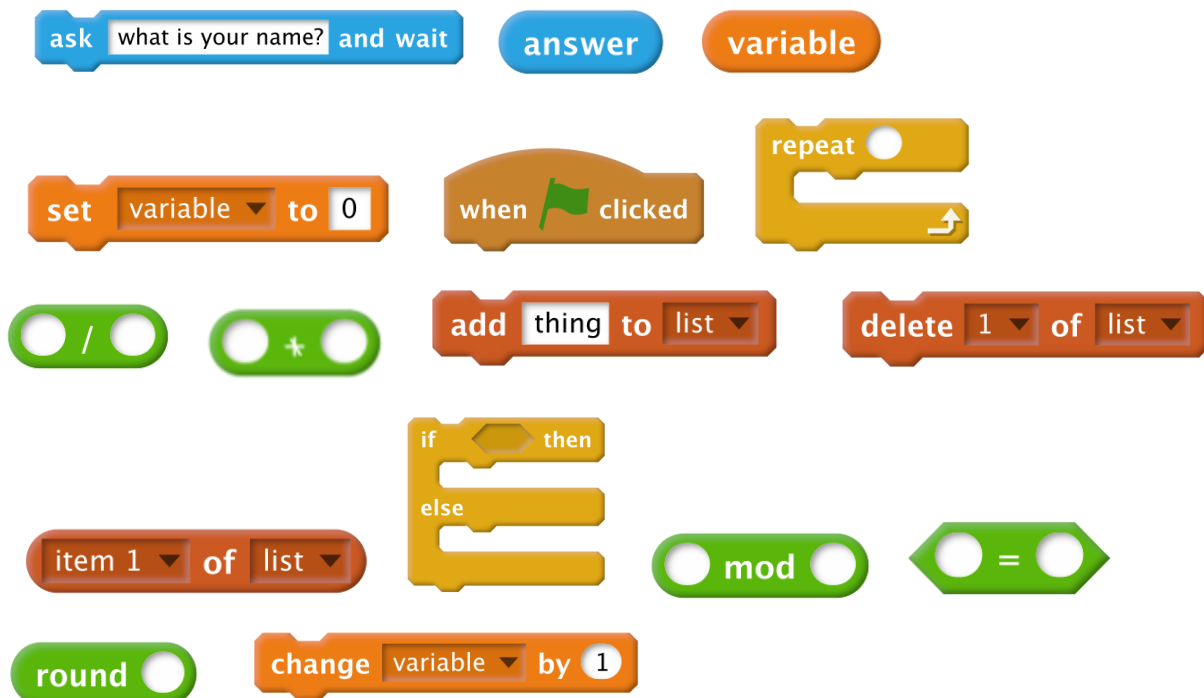 ask what is your name? and wait
answer
variable
set variable to 0
when clicked
repeat
/
*
add thing to list
delete 1 of list
if then
else
item 1 of list
mod
=
round
change variable by 1